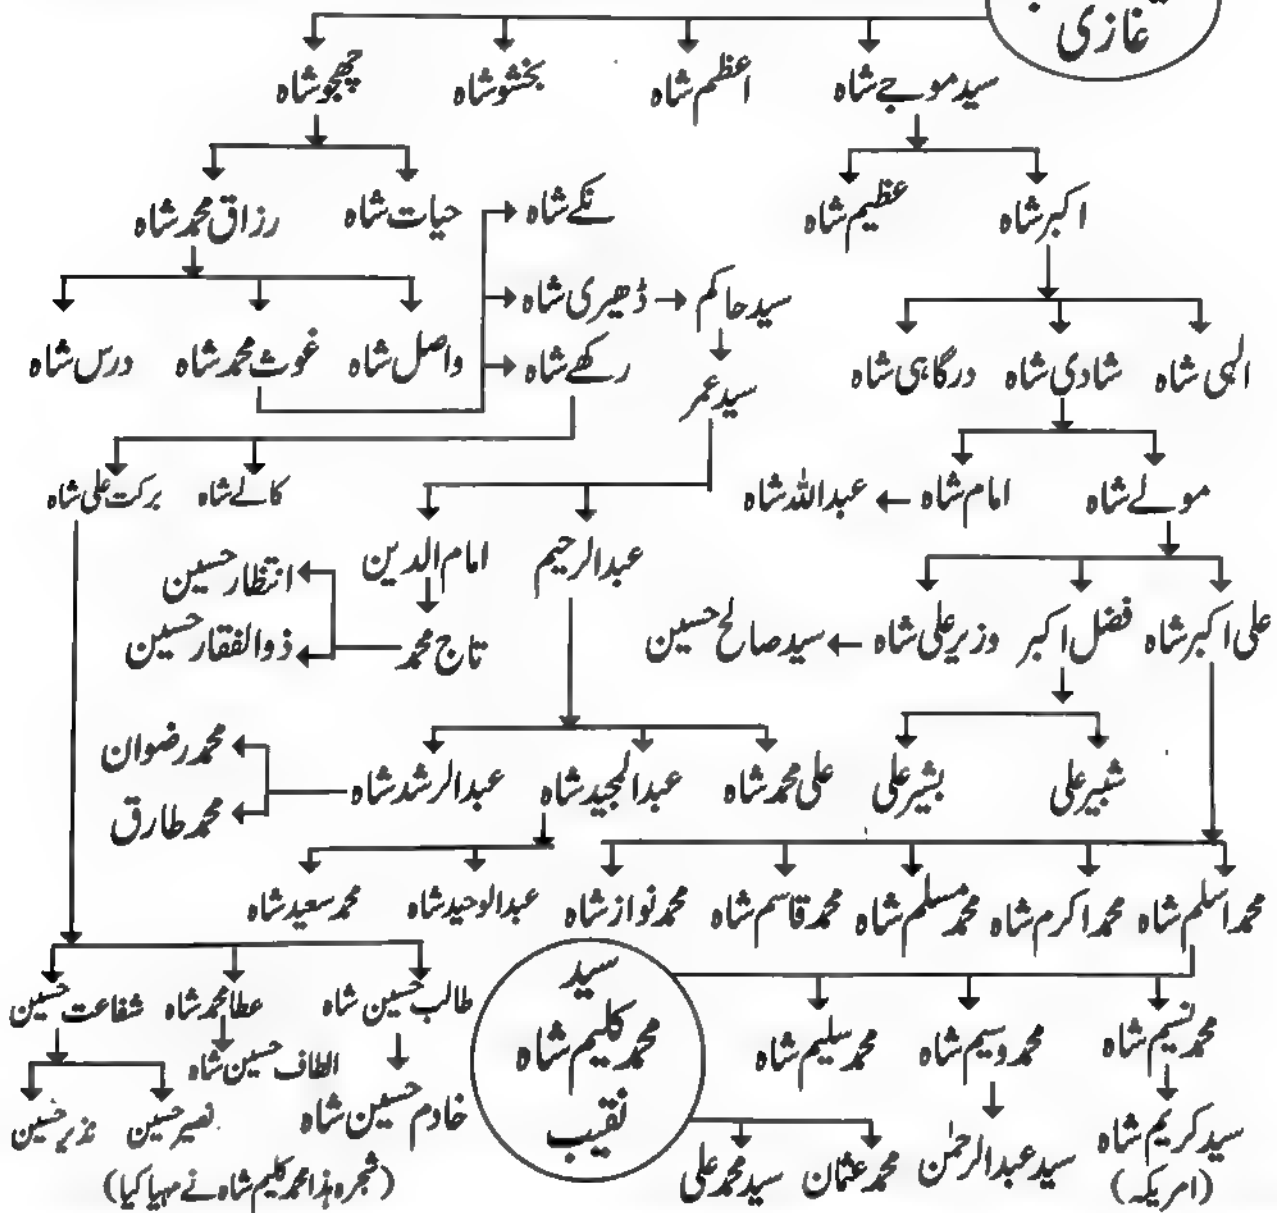 غازی
سید موجے شاہ
اعظم شاہ
بخشو شاہ
چھجو شاہ
اکبر شاہ
عظیم شاہ
نکے شاہ
حیات شاہ
رزاق محمد شاہ
سید حاکم
ڈھیری شاہ
الہی شاہ
شادی شاہ
درگاہی شاہ
رکھے شاہ
واصل شاہ
غوث محمد شاہ
درس شاہ
سید عمر
مولے شاہ
امام شاہ
عبداللہ شاہ
کالے شاہ
برکت علی شاہ
عبدالرحیم
امام الدین
انتظار حسین
علی اکبر شاہ
فضل اکبر
وزیر علی شاہ
سید صالح حسین
تاج محمد
ذوالفقار حسین
محمد رضوان
شبیر علی
بشیر علی
علی محمد شاہ
عبدالمجید شاہ
عبدالرشد شاہ
محمد طارق
محمد اسلم شاہ
محمد اکرم شاہ
محمد مسلم شاہ
محمد قاسم شاہ
محمد نواز شاہ
عبدالوحید شاہ
محمد سعید شاہ
سید
محمد کلیم شاہ
نقیب
طالب حسین شاہ
عطا محمد شاہ
شفاعت حسین
محمد نسیم شاہ
محمد وسیم شاہ
محمد سلیم شاہ
الطاف حسین شاہ
خادم حسین شاہ
نصیر حسین
نذیر حسین
سید کریم شاہ
(امریکہ)
سید عبدالرحمٰن
محمد عثمان
سید محمد علی
(شجرہ ہذا محمد کلیم شاہ نے مہیا کیا)